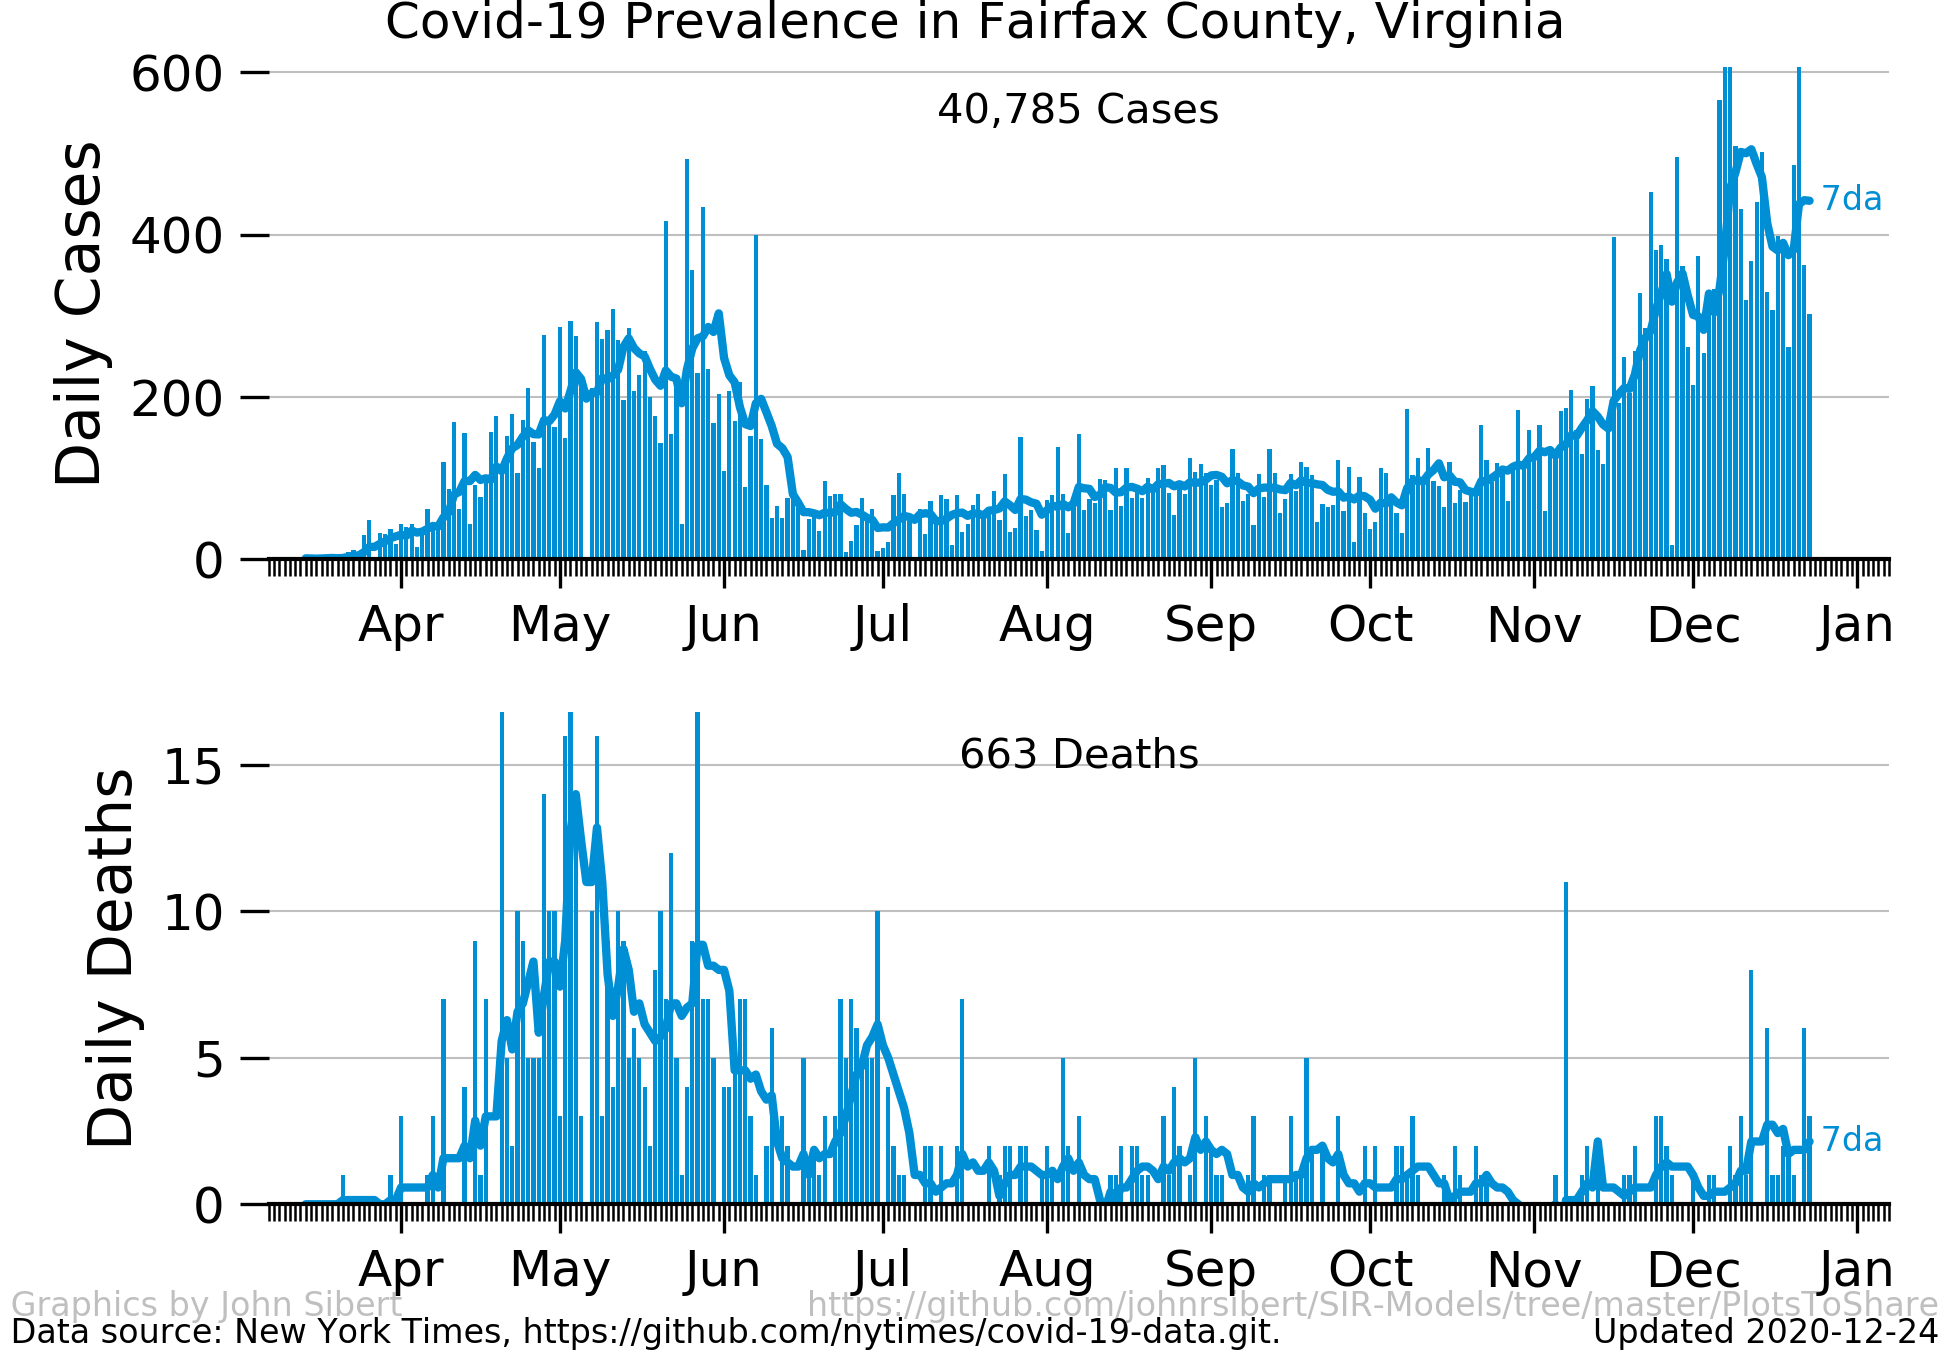 Covid-19 Prevalence in Fairfax County, Virginia
600
40,785 Cases
7da
400
200
0
Daily Cases
Apr May Jun Jul Aug Sep Oct Nov Dec Jan
663 Deaths
15
10
5
7da
0
Daily Deaths
Apr May Jun Jul Aug Sep Oct Nov Dec Jan
Graphics by John Sibert https://github.com/johnrsibert/SIR-Models/tree/master/PlotsToShare
Data source: New York Times, https://github.com/nytimes/covid-19-data.git. Updated 2020-12-24